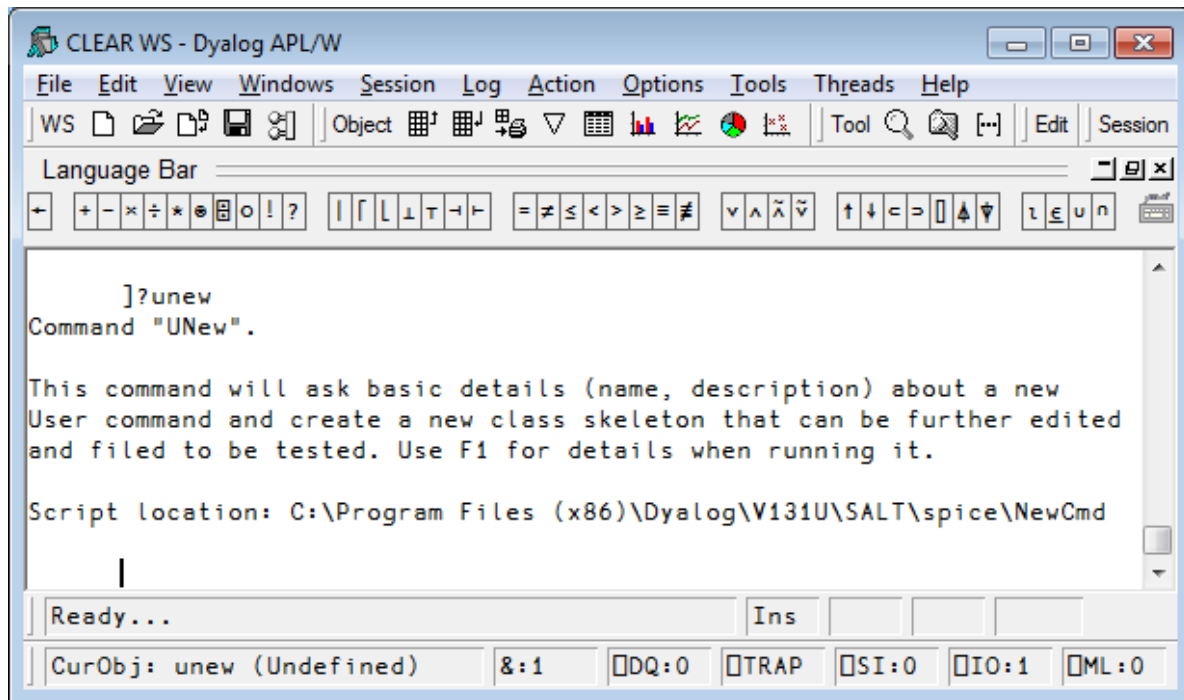 CLEAR WS - Dyalog APL/W
File Edit View Windows Session Log Action Options Tools Threads Help
WS Object Tool Edit Session
Language Bar
← + - × ÷ * ⍟ ⌹ ○ ! ? | ⌈ ⌊ ⊥ ⊤ ⊣ ⊢ = ≠ ≤ < > ≥ ≡ ≢ ∨ ∧ ⍲ ⍱ ↑ ↓ ⊂ ⊃ ⌷ ⍋ ⍒ ⍳ ⍷ ∪ ∩
]?unew
Command "UNew".
This command will ask basic details (name, description) about a new
User command and create a new class skeleton that can be further edited
and filed to be tested. Use F1 for details when running it.
Script location: C:\Program Files (x86)\Dyalog\V131U\SALT\spice\NewCmd
Ready... Ins
CurObj: unew (Undefined) &:1 ⎕DQ:0 ⎕TRAP ⎕SI:0 ⎕IO:1 ⎕ML:0